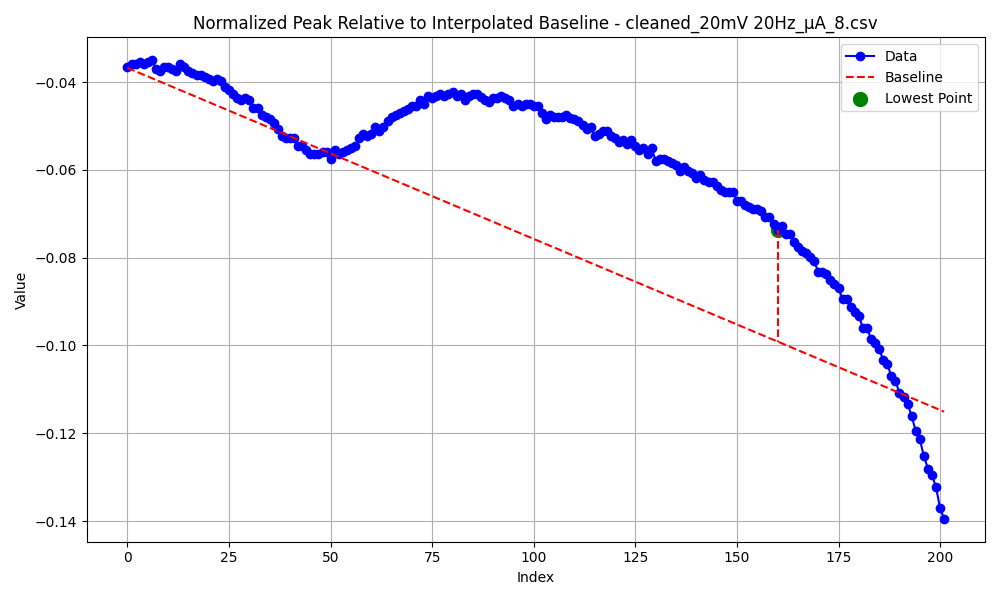 Normalized Peak Relative to Interpolated Baseline - cleaned_20mV 20Hz_μA_8.csv
Data
Baseline
Lowest Point
−0.04
−0.06
−0.08
−0.10
−0.12
−0.14
Value
0
25
50
75
100
125
150
175
200
Index